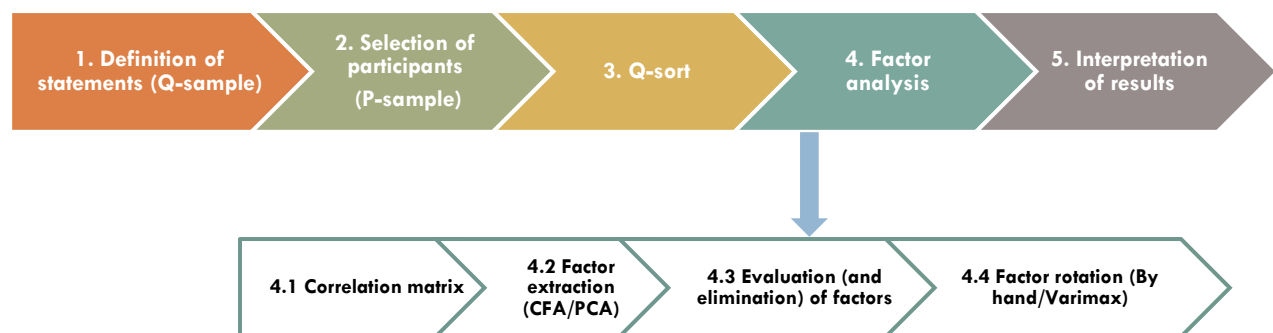 1. Definition of
statements (Q-sample)
2. Selection of
participants
(P-sample)
3. Q-sort
4. Factor
analysis
5. Interpretation
of results
4.1 Correlation matrix
4.2 Factor
extraction
(CFA/PCA)
4.3 Evaluation (and
elimination) of factors
4.4 Factor rotation (By
hand/Varimax)